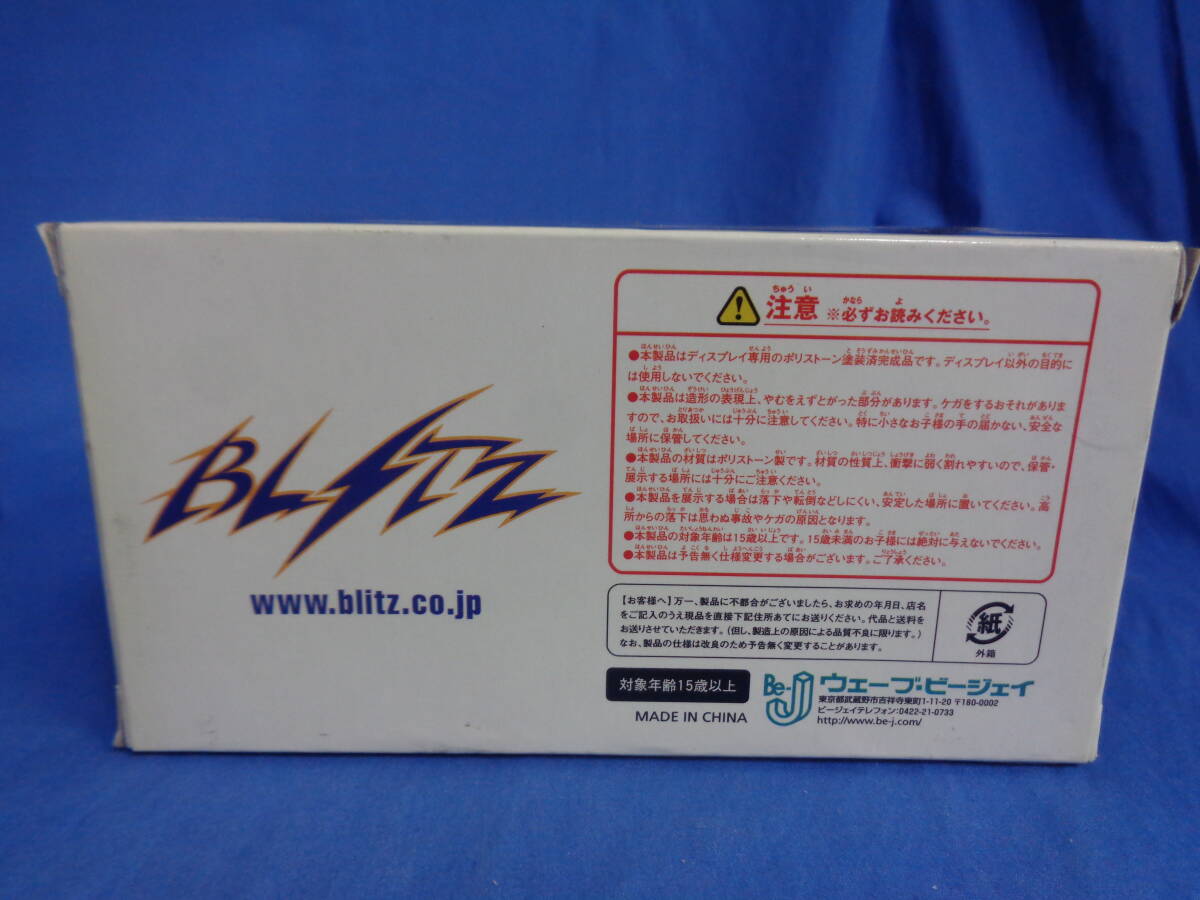 BLITZ
www.blitz.co.jp
注意 ※必ずお読みください。
●本製品はディスプレイ専用のポリストーン塗装済完成品です。ディスプレイ以外の目的に
は使用しないでください。
●本製品は造形の表現上、やむをえずとがった部分があります。ケガをするおそれがありま
すので、お取扱いには十分に注意してください。特に小さなお子様の手の届かない、安全な
場所に保管してください。
●本製品の材質はポリストーン製です。材質の性質上、衝撃に弱く割れやすいので、保管・
展示する場所には十分にご注意ください。
●本製品を展示する場合は落下や転倒などしにくい、安定した場所に置いてください。高
所からの落下は思わぬ事故やケガの原因となります。
●本製品の対象年齢は15歳以上です。15歳未満のお子様には絶対に与えないでください。
●本製品は予告無く仕様変更する場合がございます。ご了承ください。
【お客様へ】万一、製品に不都合がございましたら、お求めの年月日、店名
をご記入のうえ現品を直接下記住所あてにお送りください。代品と送料を
お送りさせていただきます。(但し、製造上の原因による品質不良に限ります。)
なお、製品の仕様は改良のため予告無く変更することがあります。
紙
外箱
対象年齢15歳以上
MADE IN CHINA
Be-J
ウェーブ・ビージェイ
東京都武蔵野市吉祥寺東町1-11-20 〒180-0002
ビージェイテレフォン:0422-21-0733
http://www.be-j.com/